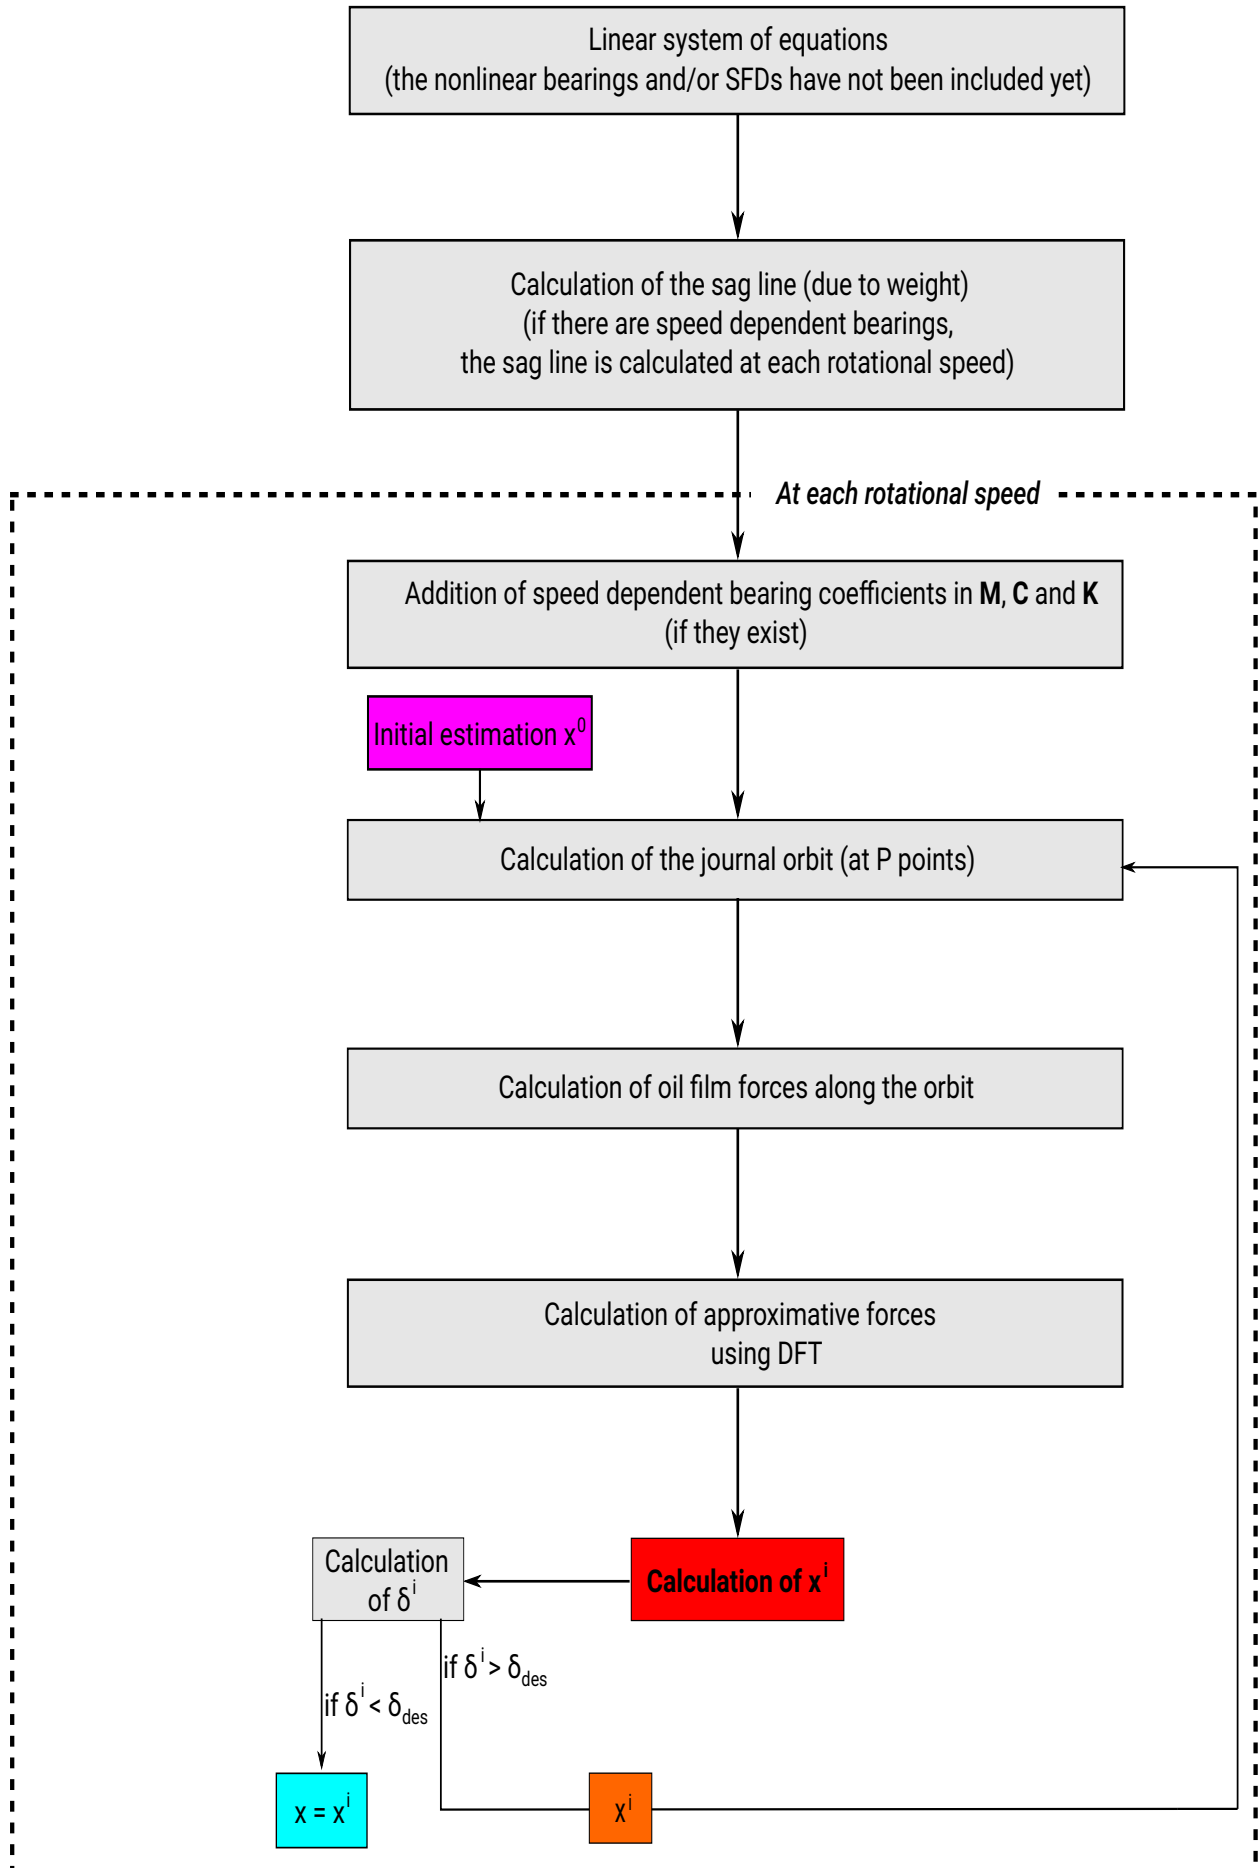 Linear system of equations
(the nonlinear bearings and/or SFDs have not been included yet)
Calculation of the sag line (due to weight)
(if there are speed dependent bearings,
the sag line is calculated at each rotational speed)
At each rotational speed
Addition of speed dependent bearing coefficients in M, C and K
(if they exist)
Initial estimation x⁰
Calculation of the journal orbit (at P points)
Calculation of oil film forces along the orbit
Calculation of approximative forces
using DFT
Calculation
of δⁱ
Calculation of xⁱ
if δⁱ > δ_des
if δⁱ < δ_des
x = xⁱ
xⁱ